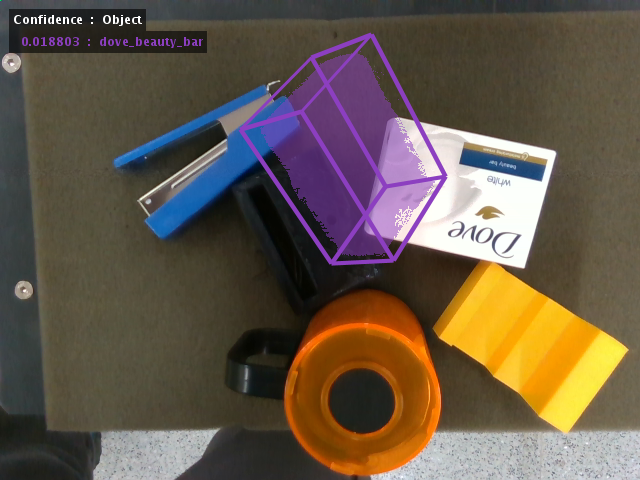 Confidence : Object
0.018803 : dove_beauty_bar
beauty bar
white
Dove